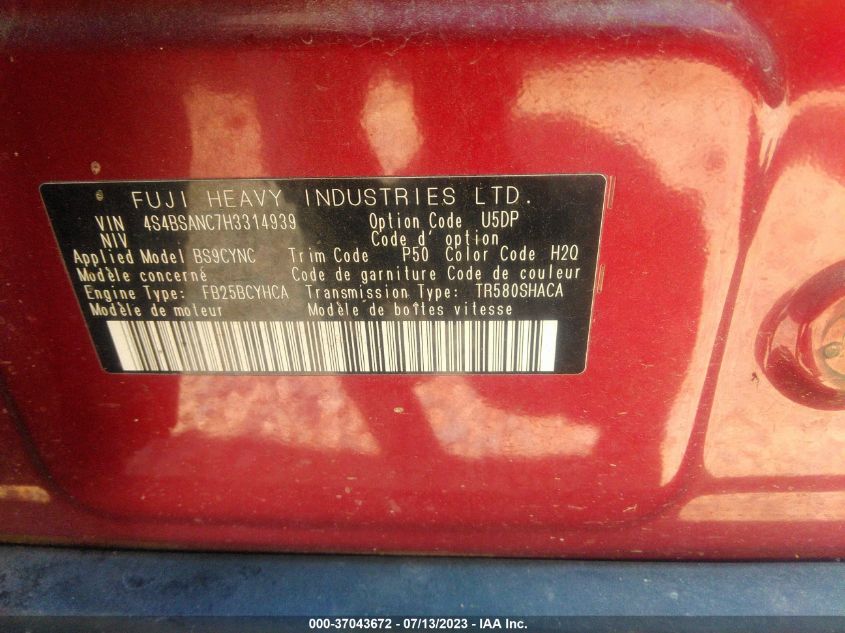 FUJI HEAVY INDUSTRIES LTD.
VIN 4S4BSANC7H3314939 Option Code U5DP
NIV Code d' option
Applied Model BS9CYNC Trim Code P50 Color Code H2Q
Modèle concerné Code de garniture Code de couleur
Engine Type: FB25BCYHCA Transmission Type: TR580SHACA
Modèle de moteur Modèle de boîtes vitesse
000-37043672 / 07/13/2023 - IAA Inc.